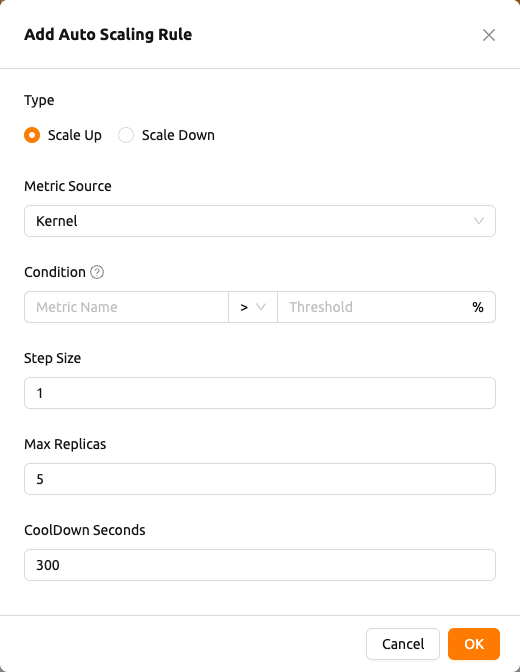 Add Auto Scaling Rule
Type
Scale Up Scale Down
Metric Source
Kernel
Condition ?
Metric Name > Threshold %
Step Size
1
Max Replicas
5
CoolDown Seconds
300
Cancel OK